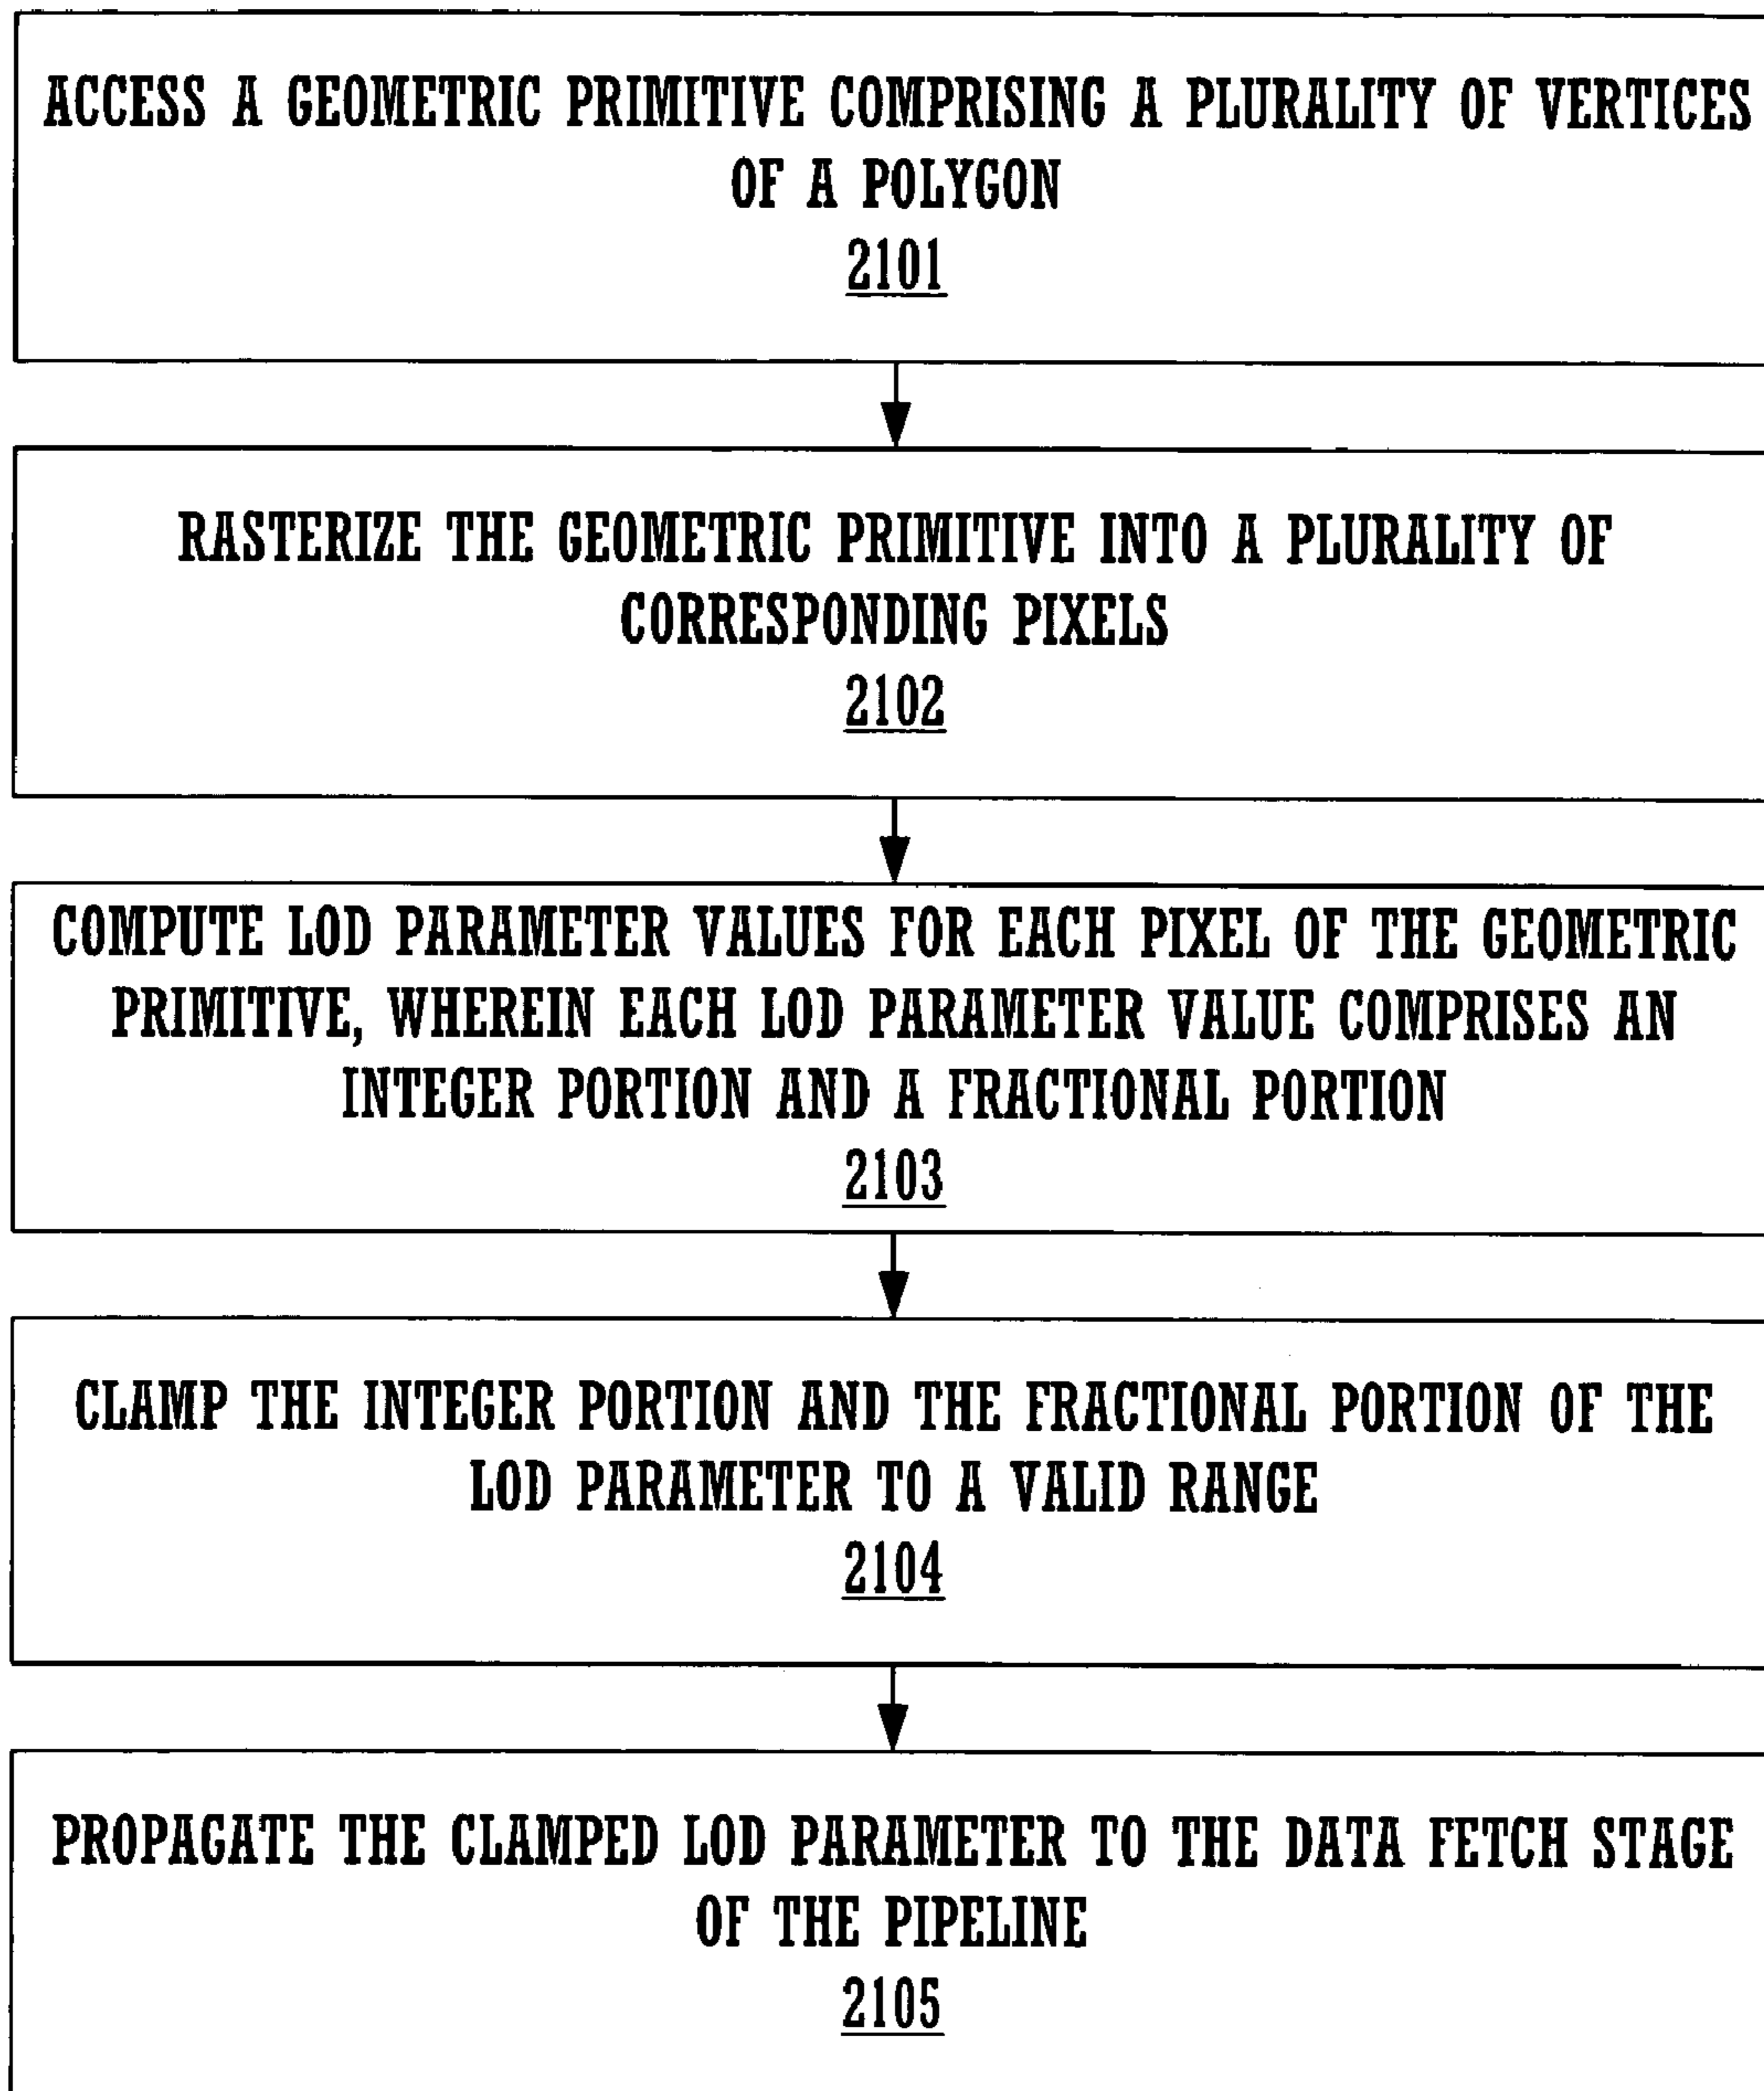 ACCESS A GEOMETRIC PRIMITIVE COMPRISING A PLURALITY OF VERTICES
OF A POLYGON
2101
RASTERIZE THE GEOMETRIC PRIMITIVE INTO A PLURALITY OF
CORRESPONDING PIXELS
2102
COMPUTE LOD PARAMETER VALUES FOR EACH PIXEL OF THE GEOMETRIC
PRIMITIVE, WHEREIN EACH LOD PARAMETER VALUE COMPRISES AN
INTEGER PORTION AND A FRACTIONAL PORTION
2103
CLAMP THE INTEGER PORTION AND THE FRACTIONAL PORTION OF THE
LOD PARAMETER TO A VALID RANGE
2104
PROPAGATE THE CLAMPED LOD PARAMETER TO THE DATA FETCH STAGE
OF THE PIPELINE
2105